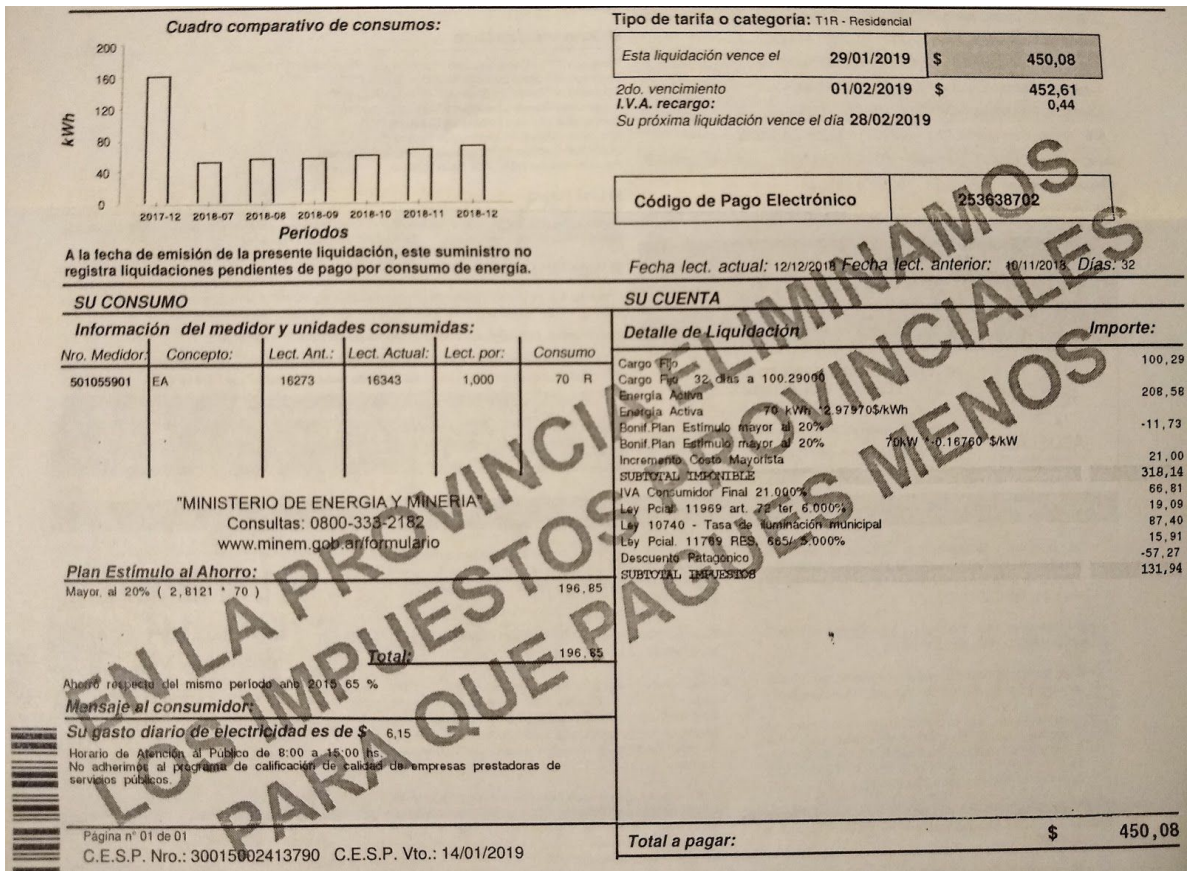 Cuadro comparativo de consumos:
kWh
200
160
120
80
40
0
2017-12 2018-07 2018-08 2018-09 2018-10 2018-11 2018-12
Periodos
A la fecha de emisión de la presente liquidación, este suministro no
registra liquidaciones pendientes de pago por consumo de energía.
Tipo de tarifa o categoria: T1R - Residencial
Esta liquidación vence el 29/01/2019 $ 450,08
2do. vencimiento 01/02/2019 $ 452,61
I.V.A. recargo: 0,44
Su próxima liquidación vence el día 28/02/2019
Código de Pago Electrónico 253638702
Fecha lect. actual: 12/12/2018 Fecha lect. anterior: 10/11/2018 Días: 32
SU CONSUMO
Información del medidor y unidades consumidas:
Nro. Medidor: Concepto: Lect. Ant.: Lect. Actual: Lect. por: Consumo
501055901 EA 16273 16343 1,000 70 R
"MINISTERIO DE ENERGIA Y MINERIA"
Consultas: 0800-333-2182
www.minem.gob.ar/formulario
Plan Estímulo al Ahorro:
Mayor. al 20% ( 2,8121 * 70 ) 196,85
Total: 196,85
Ahorro respecto del mismo periodo año 2015 65 %
Mensaje al consumidor:
Su gasto diario de electricidad es de $ 6,15
Horario de Atención al Público de 8:00 a 15:00 hs.
No adherimos al programa de calificación de calidad de empresas prestadoras de
servicios públicos.
SU CUENTA
Detalle de Liquidación Importe:
Cargo Fijo 100,29
Cargo Fijo 32 dias a 100.29000
Energia Activa 208,58
Energia Activa 70 kWh *2.97970$/kWh
Bonif.Plan Estímulo mayor al 20% -11,73
Bonif.Plan Estímulo mayor al 20% 70kW *-0.16760 $/kW
Incremento Costo Mayorista 21,00
SUBTOTAL IMPONIBLE 318,14
IVA Consumidor Final 21.000% 66,81
Ley Pcial 11969 art. 72 ter 6.000% 19,09
Ley 10740 - Tasa de iluminación municipal 87,40
Ley Pcial. 11769 RES. 665/ 5.000% 15,91
Descuento Patagonico -57,27
SUBTOTAL IMPUESTOS 131,94
EN LA PROVINCIA ELIMINAMOS
LOS IMPUESTOS PROVINCIALES
PARA QUE PAGUES MENOS
Página n° 01 de 01
C.E.S.P. Nro.: 30015002413790 C.E.S.P. Vto.: 14/01/2019
Total a pagar: $ 450,08